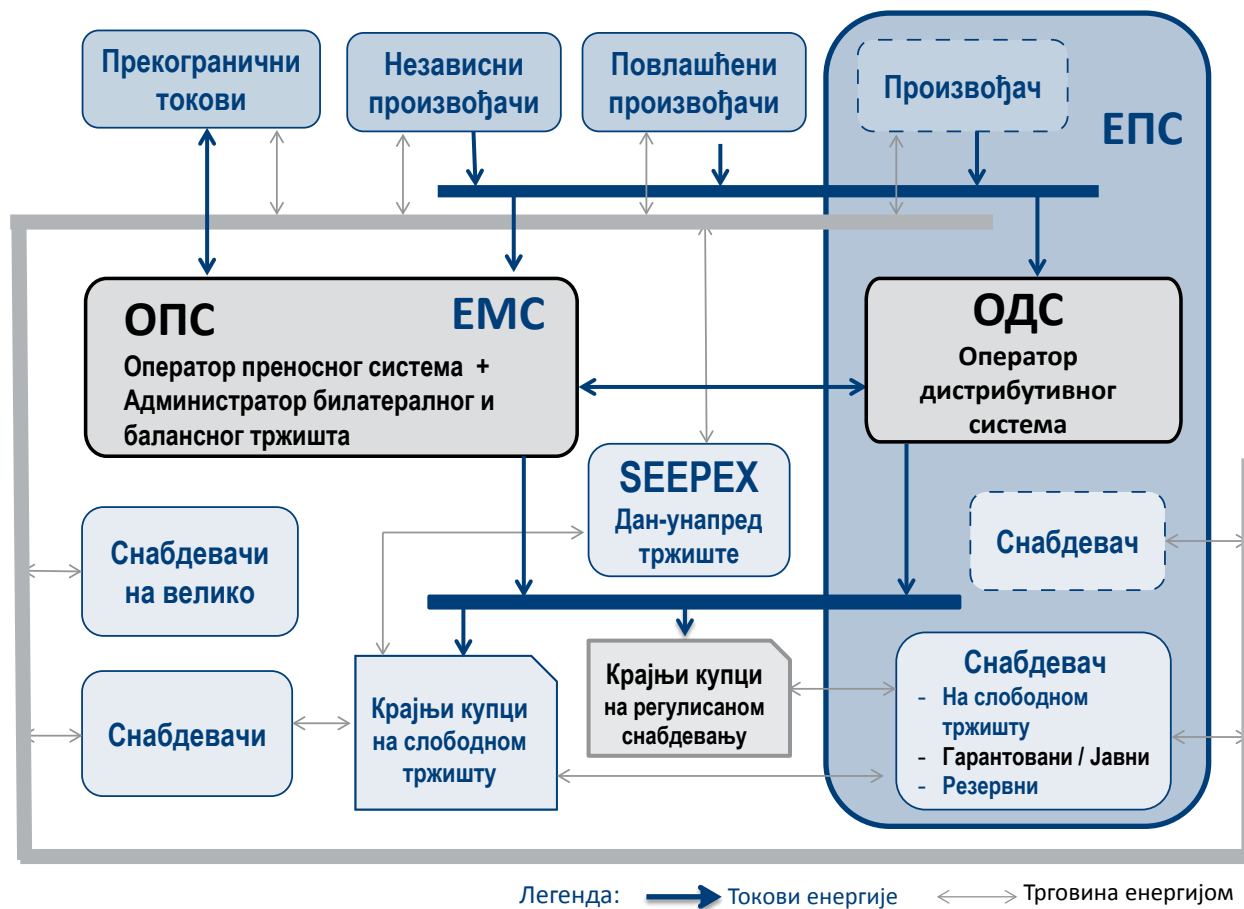 Прекогранични
токови
Независни
произвођачи
Повлашћени
произвођачи
Произвођач
ЕПС
ОПС
ЕМС
Оператор преносног система +
Администратор билатералног и
балансног тржишта
ОДС
Оператор
дистрибутивног
система
SEEPEX
Дан-унапред
тржиште
Снабдевачи
на велико
Снабдевач
Снабдевачи
Крајњи купци
на слободном
тржишту
Крајњи купци
на регулисаном
снабдевању
Снабдевач
- На слободном
тржишту
- Гарантовани / Јавни
- Резервни
Легенда:
Токови енергије
Трговина енергијом